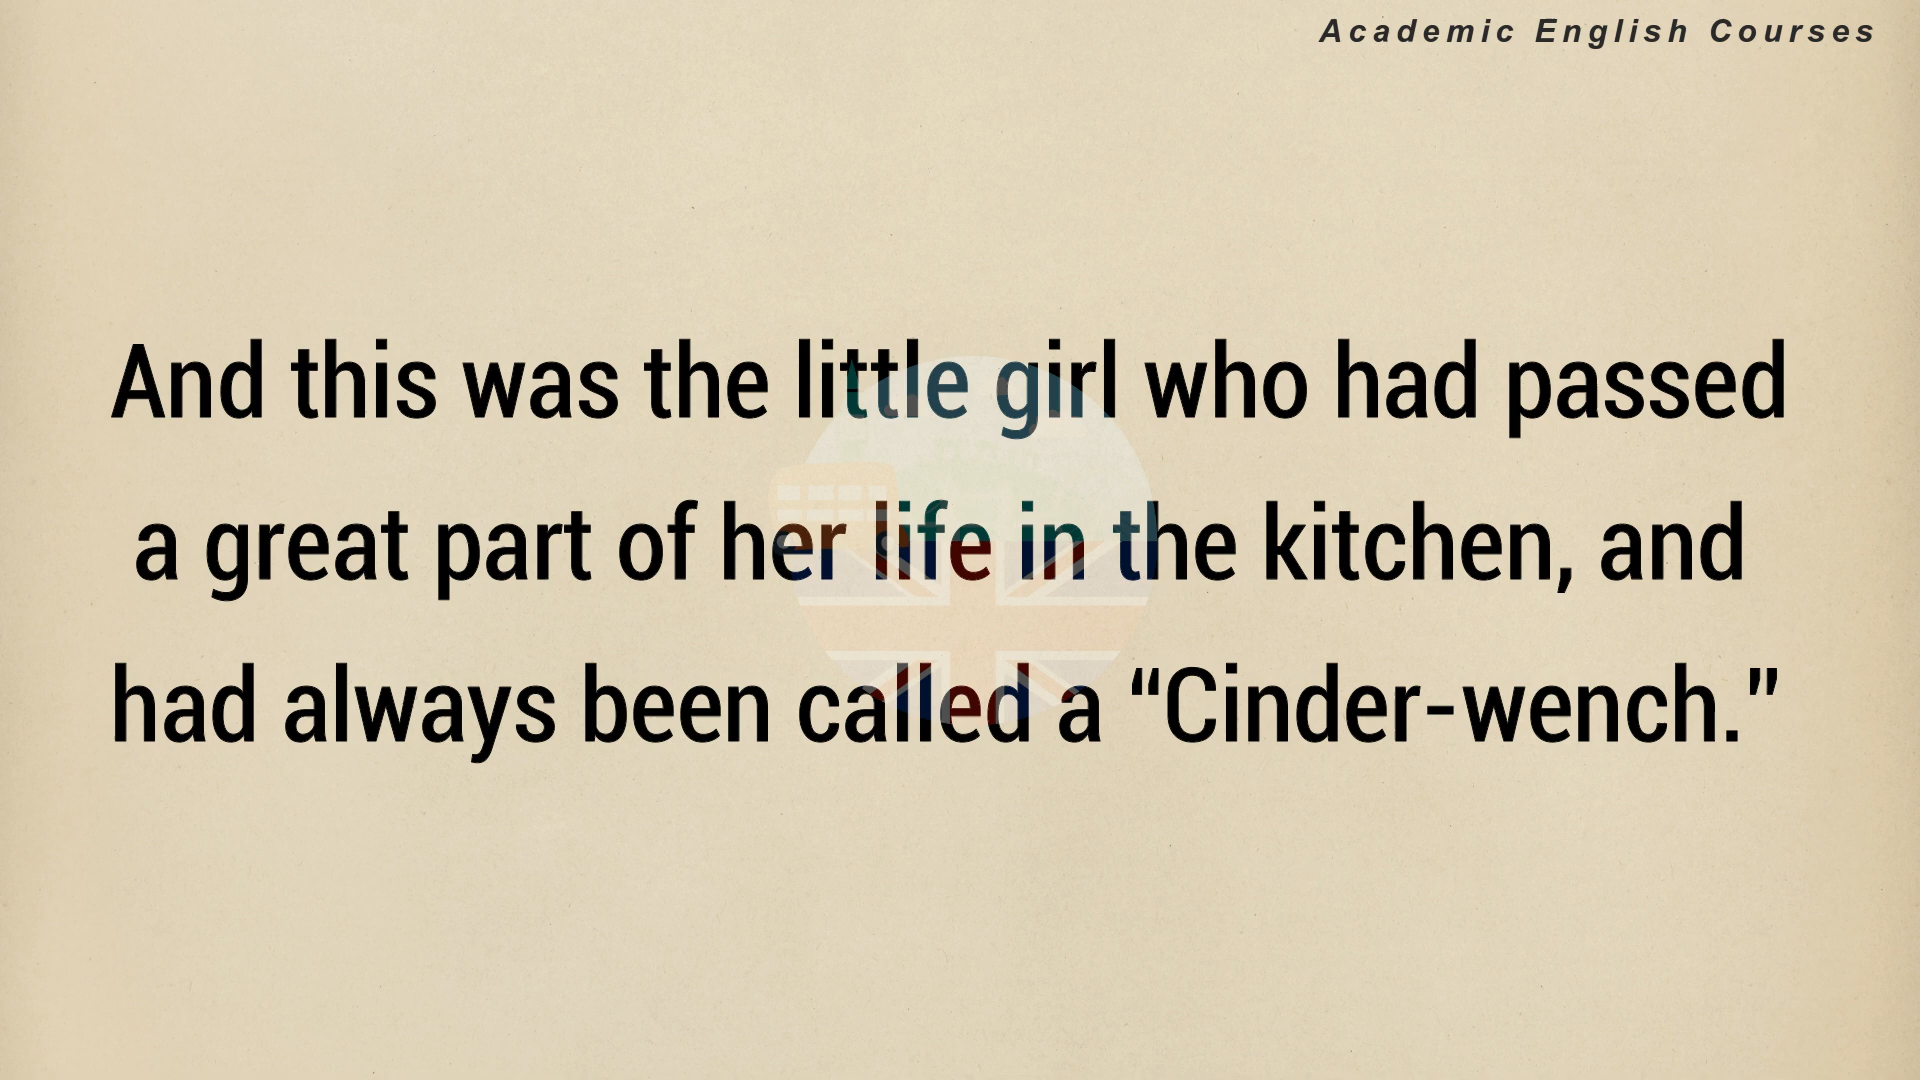 Academic English Courses
And this was the little girl who had passed
a great part of her life in the kitchen, and
had always been called a “Cinder-wench.”